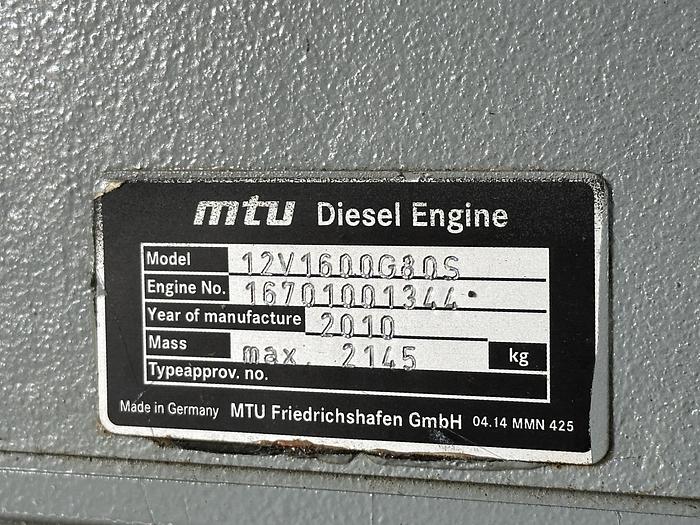 mtu Diesel Engine
Model 12V1600G80S
Engine No. 16701001344
Year of manufacture 2010
Mass max. 2145 kg
Typeapprov. no.
Made in Germany MTU Friedrichshafen GmbH 04.14 MMN 425